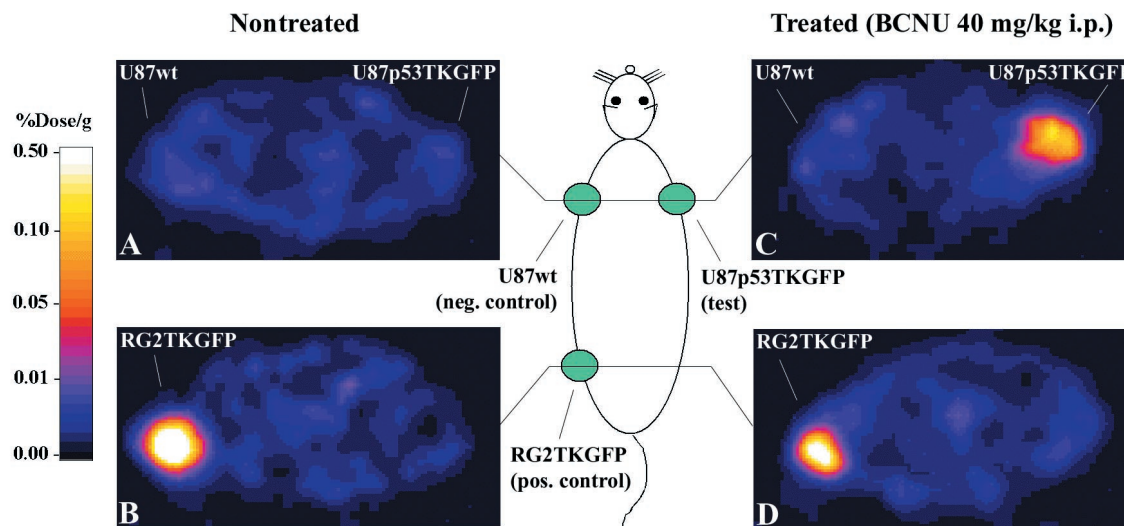 Nontreated
Treated (BCNU 40 mg/kg i.p.)
U87wt
U87p53TKGFP
U87wt
U87p53TKGFP
%Dose/g
0.50
0.10
0.05
0.01
0.00
A
C
U87wt
(neg. control)
U87p53TKGFP
(test)
RG2TKGFP
RG2TKGFP
RG2TKGFP
(pos. control)
B
D